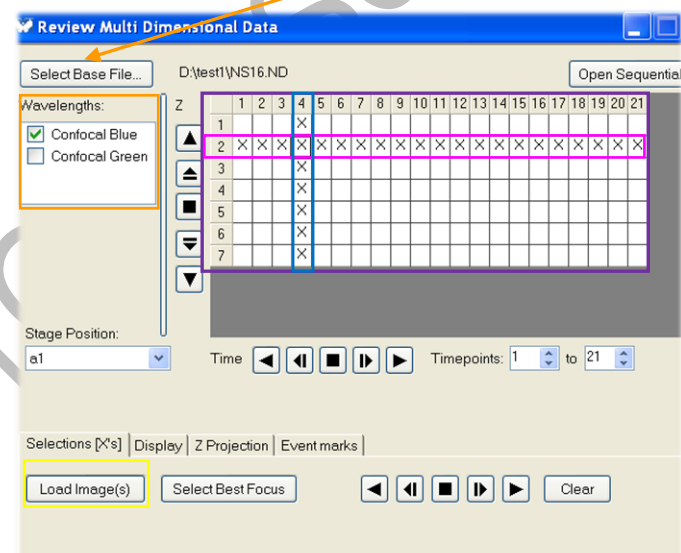 Review Multi Dimensional Data
Select Base File... D:\test1\NS16.ND Open Sequential
Wavelengths: Z 1 2 3 4 5 6 7 8 9 10 11 12 13 14 15 16 17 18 19 20 21
Confocal Blue
Confocal Green
1 X
2 X X X X X X X X X X X X X X X X X X X X X
3 X
4 X
5 X
6 X
7 X
Stage Position:
a1 Time Timepoints: 1 to 21
Selections [X's] Display Z Projection Event marks
Load Image(s) Select Best Focus Clear